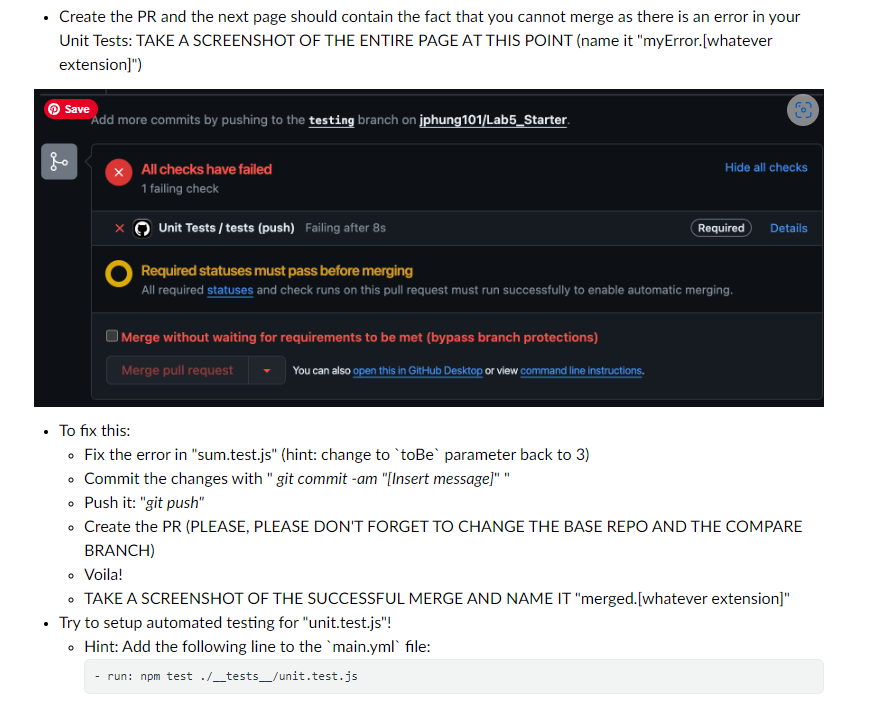 Create the PR and the next page should contain the fact that you cannot merge as there is an error in your
Unit Tests: TAKE A SCREENSHOT OF THE ENTIRE PAGE AT THIS POINT (name it "myError.[whatever
extension]")
Save
Add more commits by pushing to the testing branch on jphung101/Lab5_Starter.
All checks have failed
Hide all checks
1 failing check
Unit Tests / tests (push) Failing after 8s Required Details
Required statuses must pass before merging
All required statuses and check runs on this pull request must run successfully to enable automatic merging.
Merge without waiting for requirements to be met (bypass branch protections)
Merge pull request You can also open this in GitHub Desktop or view command line instructions.
To fix this:
Fix the error in "sum.test.js" (hint: change to `toBe` parameter back to 3)
Commit the changes with " git commit -am "[Insert message]" "
Push it: "git push"
Create the PR (PLEASE, PLEASE DON'T FORGET TO CHANGE THE BASE REPO AND THE COMPARE
BRANCH)
Voila!
TAKE A SCREENSHOT OF THE SUCCESSFUL MERGE AND NAME IT "merged.[whatever extension]"
Try to setup automated testing for "unit.test.js"!
Hint: Add the following line to the `main.yml` file:
- run: npm test ./__tests__/unit.test.js